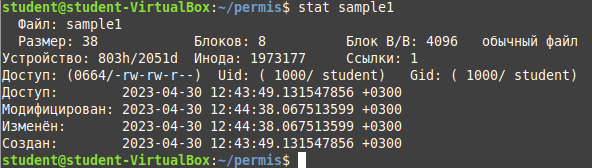 student@student-VirtualBox:~/permis$ stat sample1
Файл: sample1
Размер: 38 Блоков: 8 Блок В/В: 4096 обычный файл
Устройство: 803h/2051d Инода: 1973177 Ссылки: 1
Доступ: (0664/-rw-rw-r--) Uid: ( 1000/ student) Gid: ( 1000/ student)
Доступ: 2023-04-30 12:43:49.131547856 +0300
Модифицирован: 2023-04-30 12:44:38.067513599 +0300
Изменён: 2023-04-30 12:44:38.067513599 +0300
Создан: 2023-04-30 12:43:49.131547856 +0300
student@student-VirtualBox:~/permis$